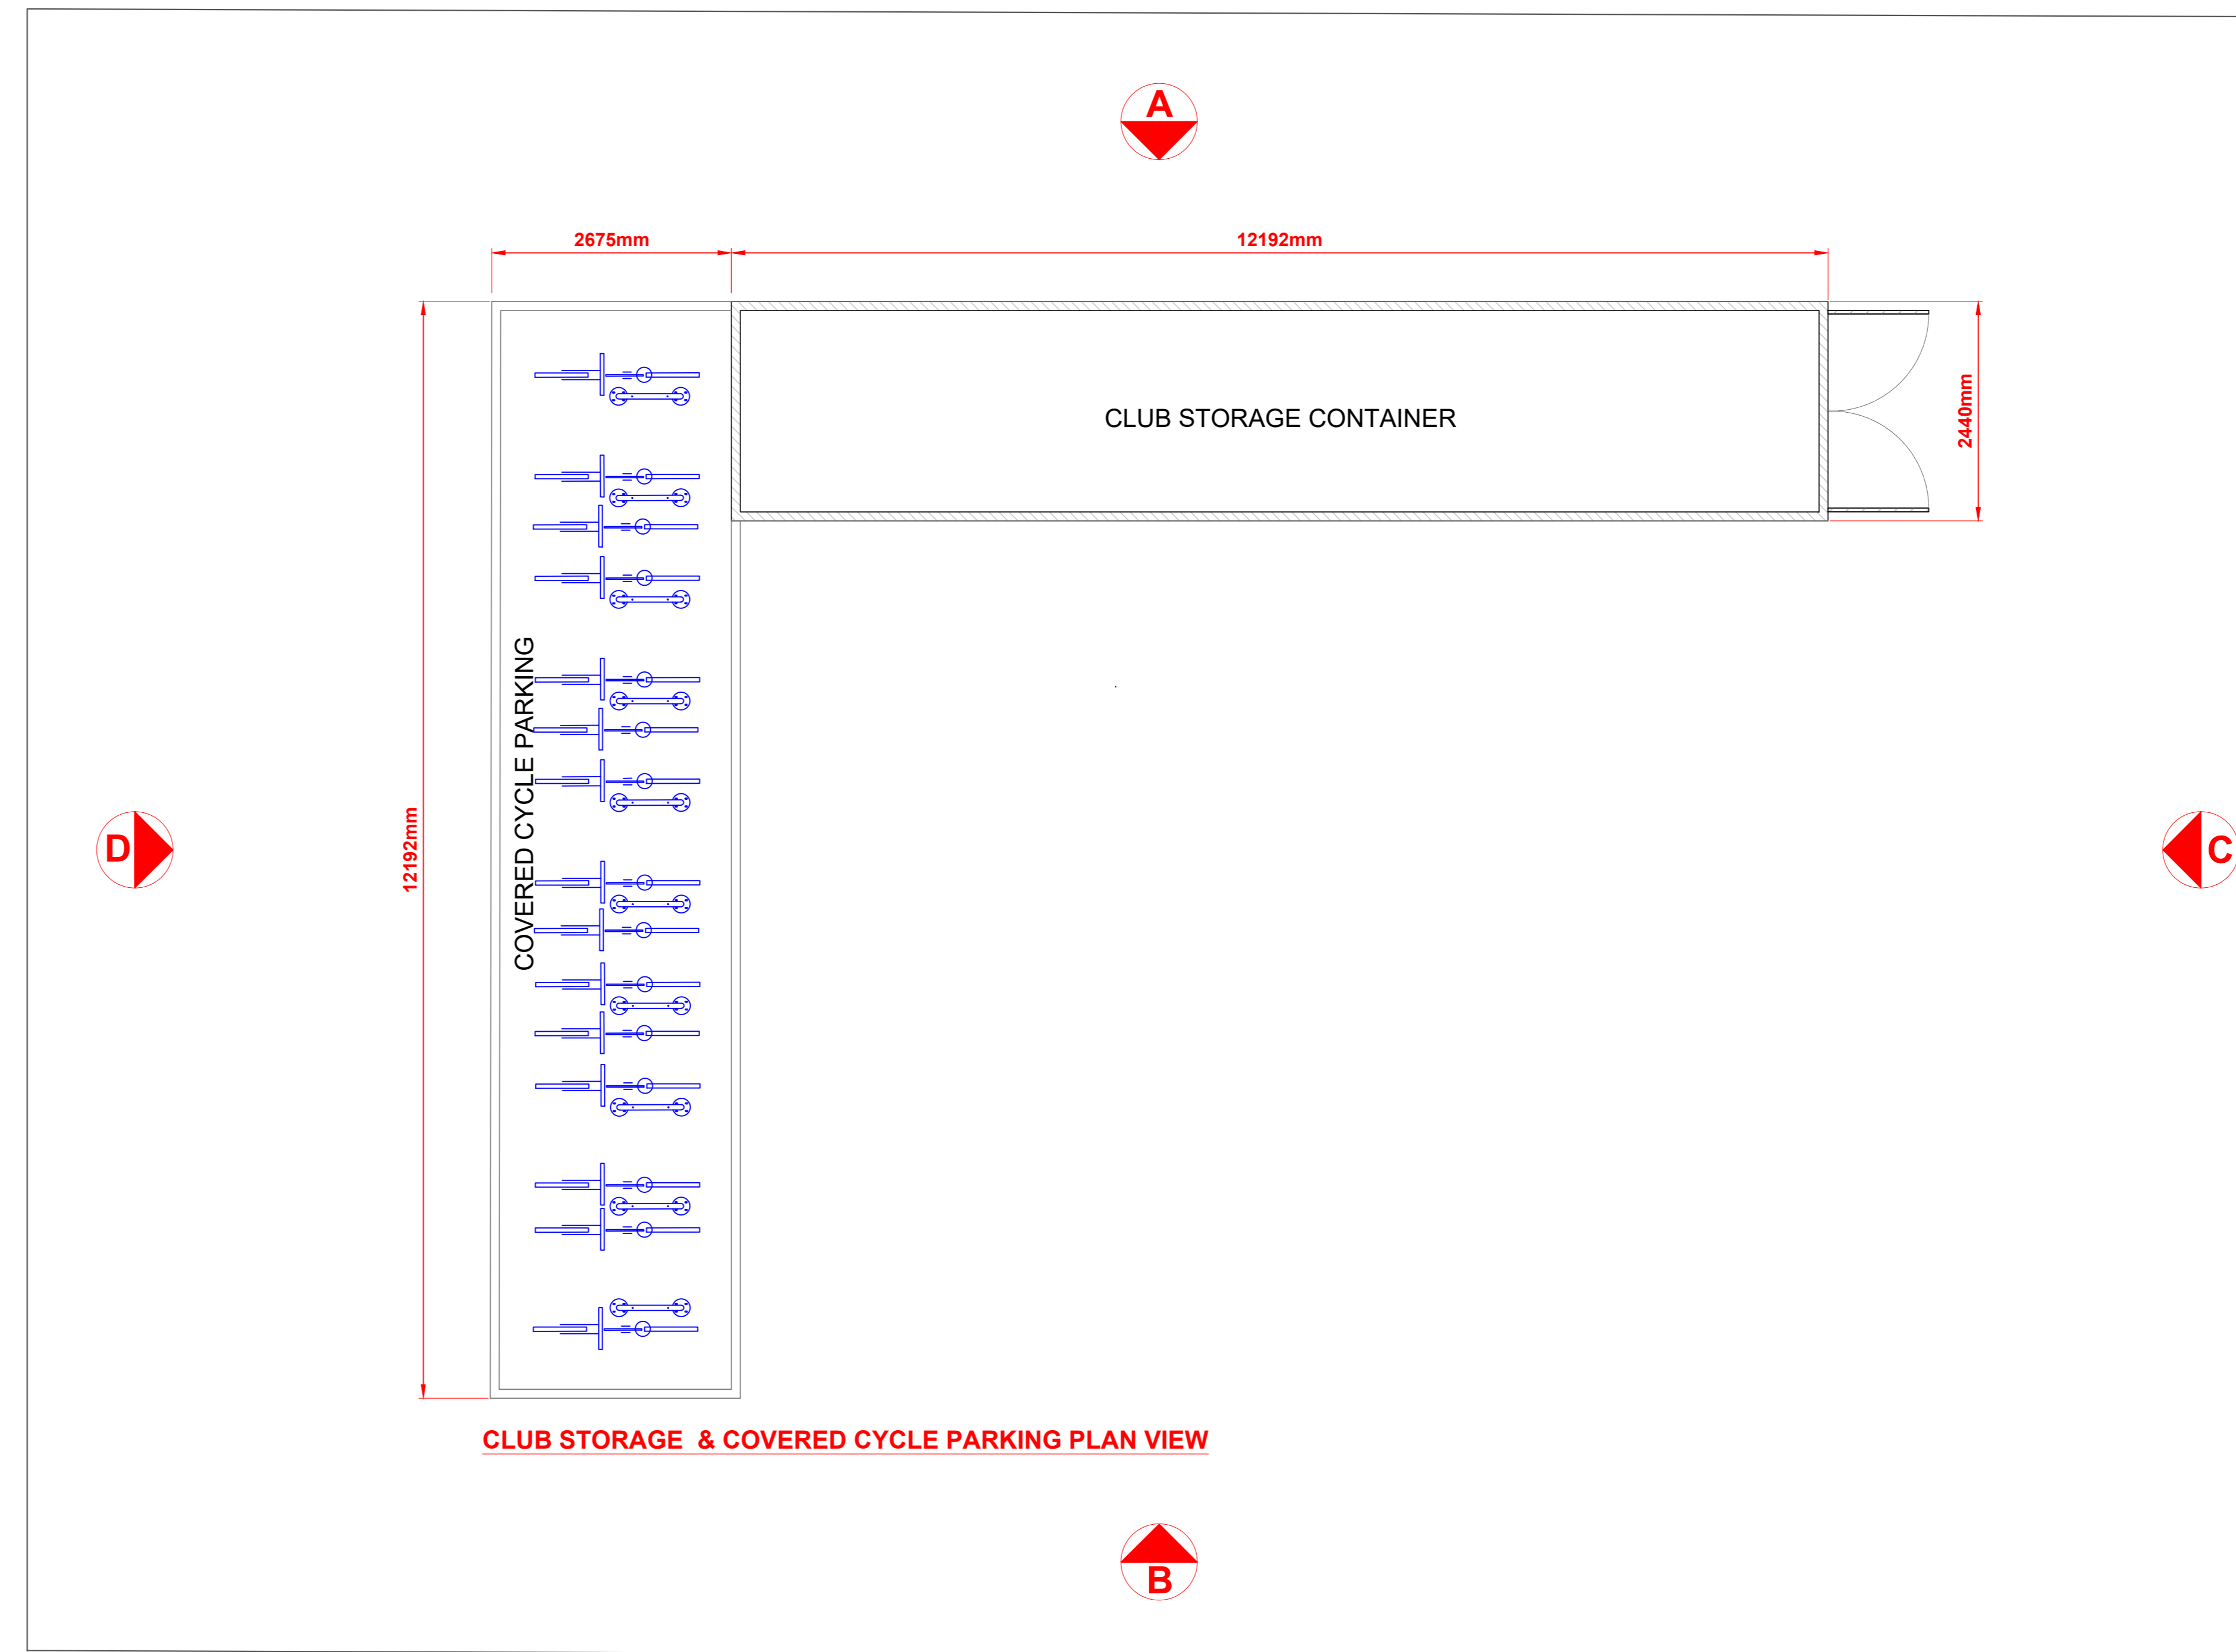 A
2675mm
12192mm
CLUB STORAGE CONTAINER
2440mm
COVERED CYCLE PARKING
12192mm
D
C
CLUB STORAGE & COVERED CYCLE PARKING PLAN VIEW
B